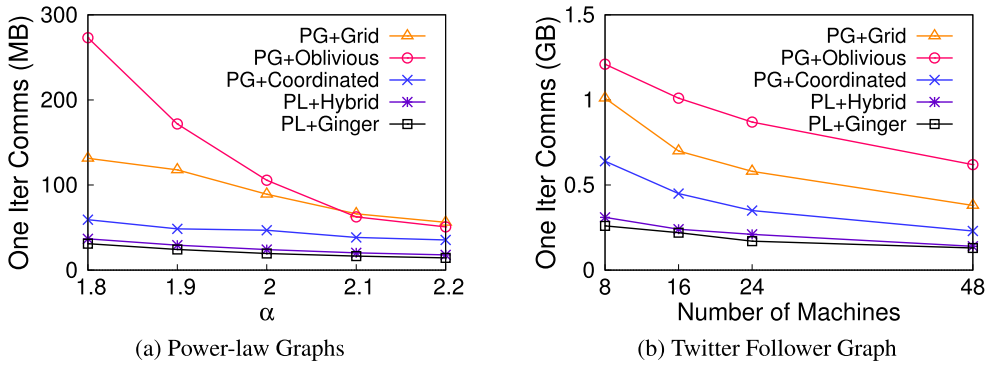 300
200
100
0
One Iter Comms (MB)
PG+Grid
PG+Oblivious
PG+Coordinated
PL+Hybrid
PL+Ginger
1.8 1.9 2 2.1 2.2
α
(a) Power-law Graphs
1.5
1
0.5
0
One Iter Comms (GB)
PG+Grid
PG+Oblivious
PG+Coordinated
PL+Hybrid
PL+Ginger
8 16 24 48
Number of Machines
(b) Twitter Follower Graph